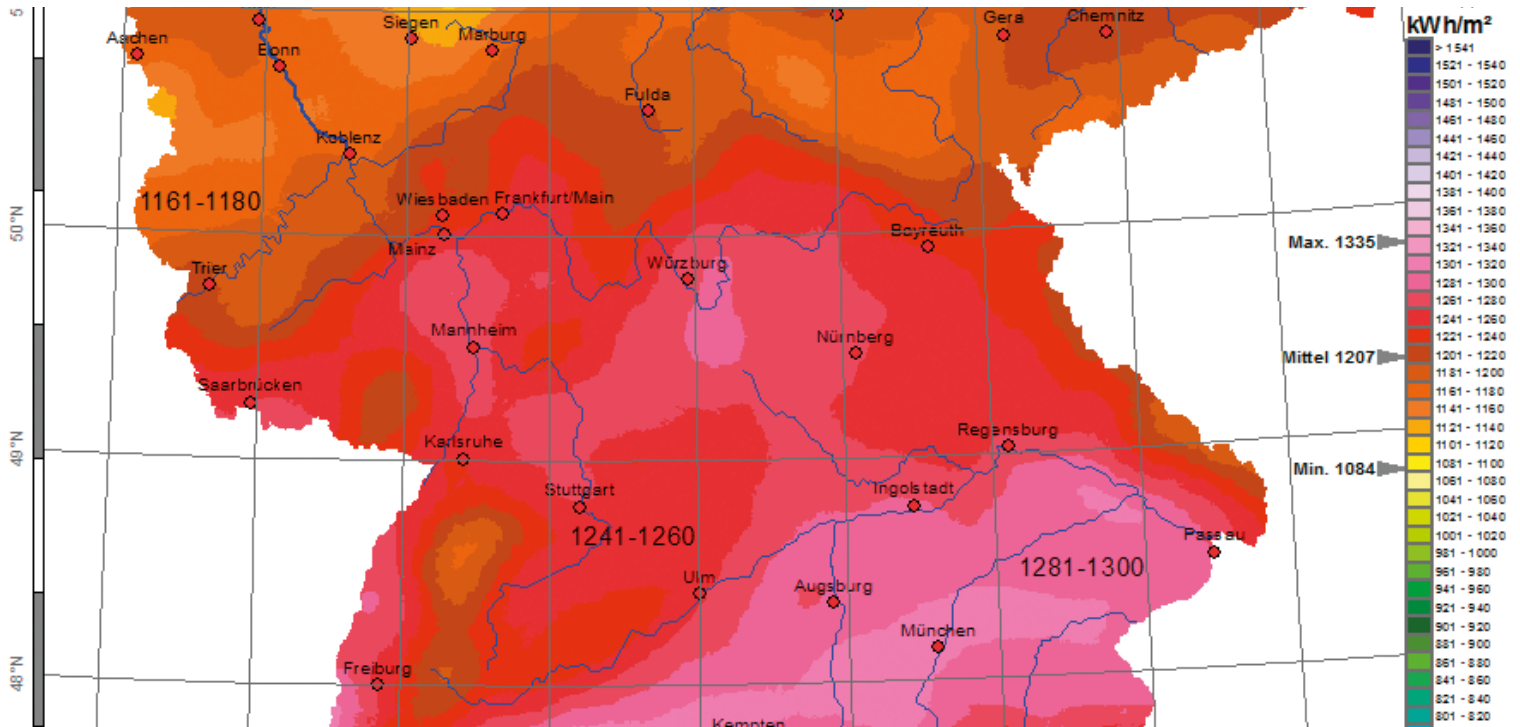 5
Siegen
Gera
Chemnitz
kWh/m²
Aachen
Marburg
Bonn
Fulda
Koblenz
1161-1180
Wiesbaden
Frankfurt/Main
50°N
Bayreuth
Mainz
Max. 1335
Würzburg
Trier
Mannheim
Nürnberg
Mittel 1207
Saarbrücken
Karlsruhe
Regensburg
49°N
Min. 1084
Stuttgart
Ingolstadt
1241-1260
Passau
1281-1300
Ulm
Augsburg
München
48°N
Freiburg
Kempten
> 1541
1521 - 1540
1501 - 1520
1481 - 1500
1461 - 1480
1441 - 1460
1421 - 1440
1401 - 1420
1381 - 1400
1361 - 1380
1341 - 1360
1321 - 1340
1301 - 1320
1281 - 1300
1261 - 1280
1241 - 1260
1221 - 1240
1201 - 1220
1181 - 1200
1161 - 1180
1141 - 1160
1121 - 1140
1101 - 1120
1081 - 1100
1061 - 1080
1041 - 1060
1021 - 1040
1001 - 1020
981 - 1000
961 - 980
941 - 960
921 - 940
901 - 920
881 - 900
861 - 880
841 - 860
821 - 840
801 - 820